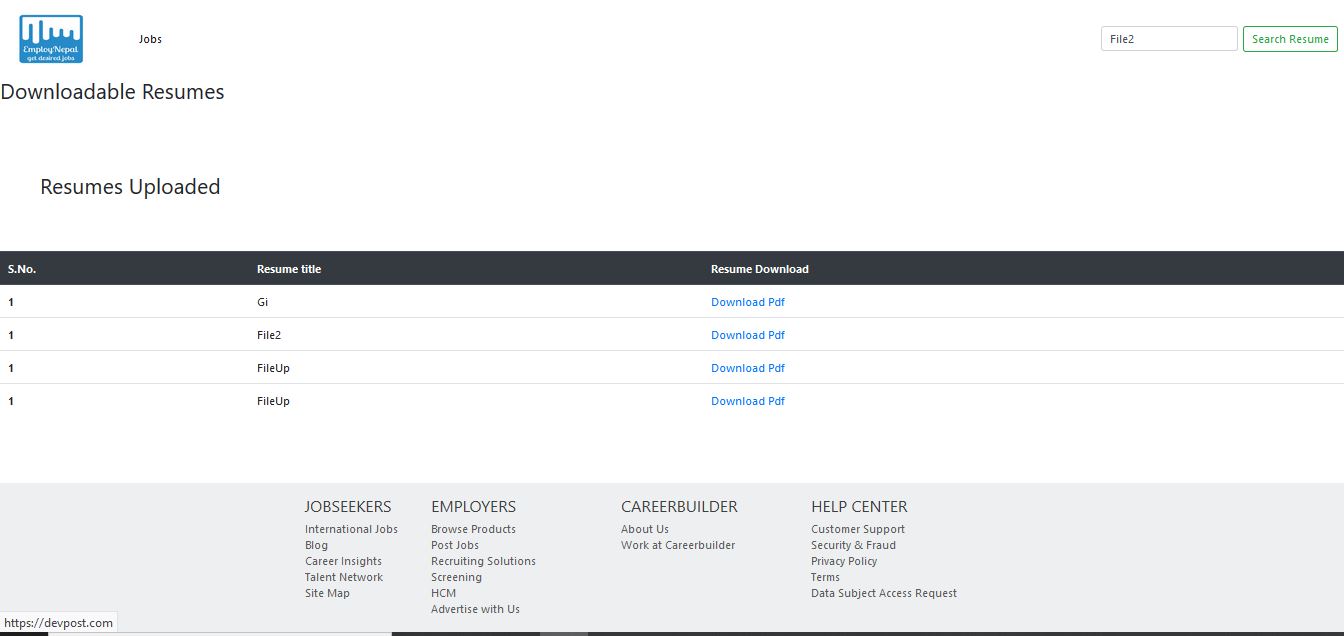 EmployNepal
get desired jobs
Jobs
File2
Search Resume
Downloadable Resumes
Resumes Uploaded
S.No. Resume title Resume Download
1 Gi Download Pdf
1 File2 Download Pdf
1 FileUp Download Pdf
1 FileUp Download Pdf
JOBSEEKERS
International Jobs
Blog
Career Insights
Talent Network
Site Map
EMPLOYERS
Browse Products
Post Jobs
Recruiting Solutions
Screening
HCM
Advertise with Us
CAREERBUILDER
About Us
Work at Careerbuilder
HELP CENTER
Customer Support
Security & Fraud
Privacy Policy
Terms
Data Subject Access Request
https://devpost.com